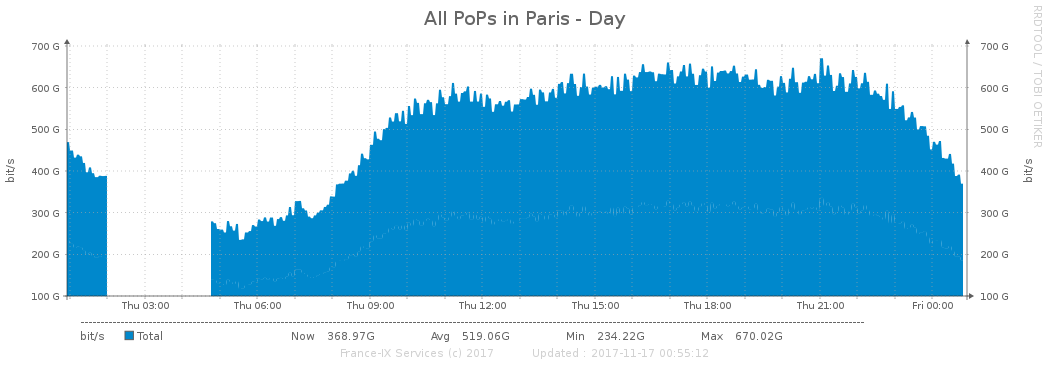 All PoPs in Paris - Day
RRDTOOL / TOBI OETIKER
700 G 700 G
600 G 600 G
500 G 500 G
400 G 400 G
bit/s bit/s
300 G 300 G
200 G 200 G
100 G 100 G
Thu 03:00 Thu 06:00 Thu 09:00 Thu 12:00 Thu 15:00 Thu 18:00 Thu 21:00 Fri 00:00
bit/s Total Now 368.97G Avg 519.06G Min 234.22G Max 670.02G
France-IX Services (c) 2017 Updated : 2017-11-17 00:55:12